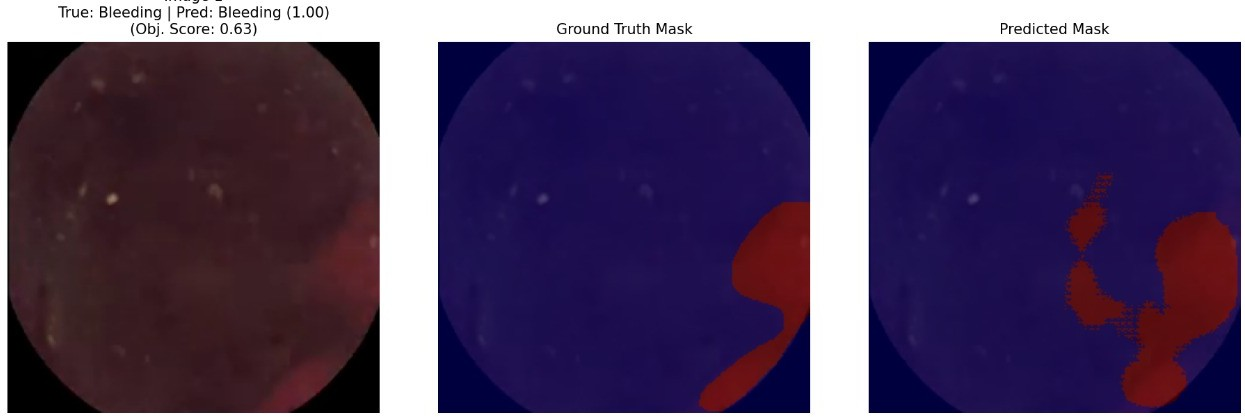 True: Bleeding | Pred: Bleeding (1.00)
(Obj. Score: 0.63)
Ground Truth Mask
Predicted Mask